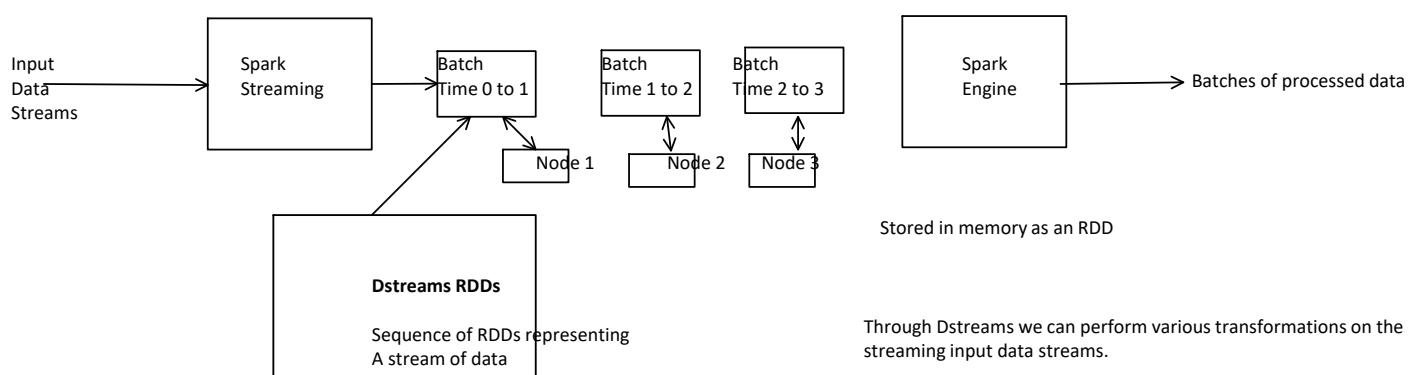 Input
Data
Streams
Spark
Streaming
Batch
Time 0 to 1
Batch
Time 1 to 2
Batch
Time 2 to 3
Spark
Engine
Batches of processed data
Node 1
Node 2
Node 3
Stored in memory as an RDD
Dstreams RDDs
Sequence of RDDs representing
A stream of data
Through Dstreams we can perform various transformations on the
streaming input data streams.